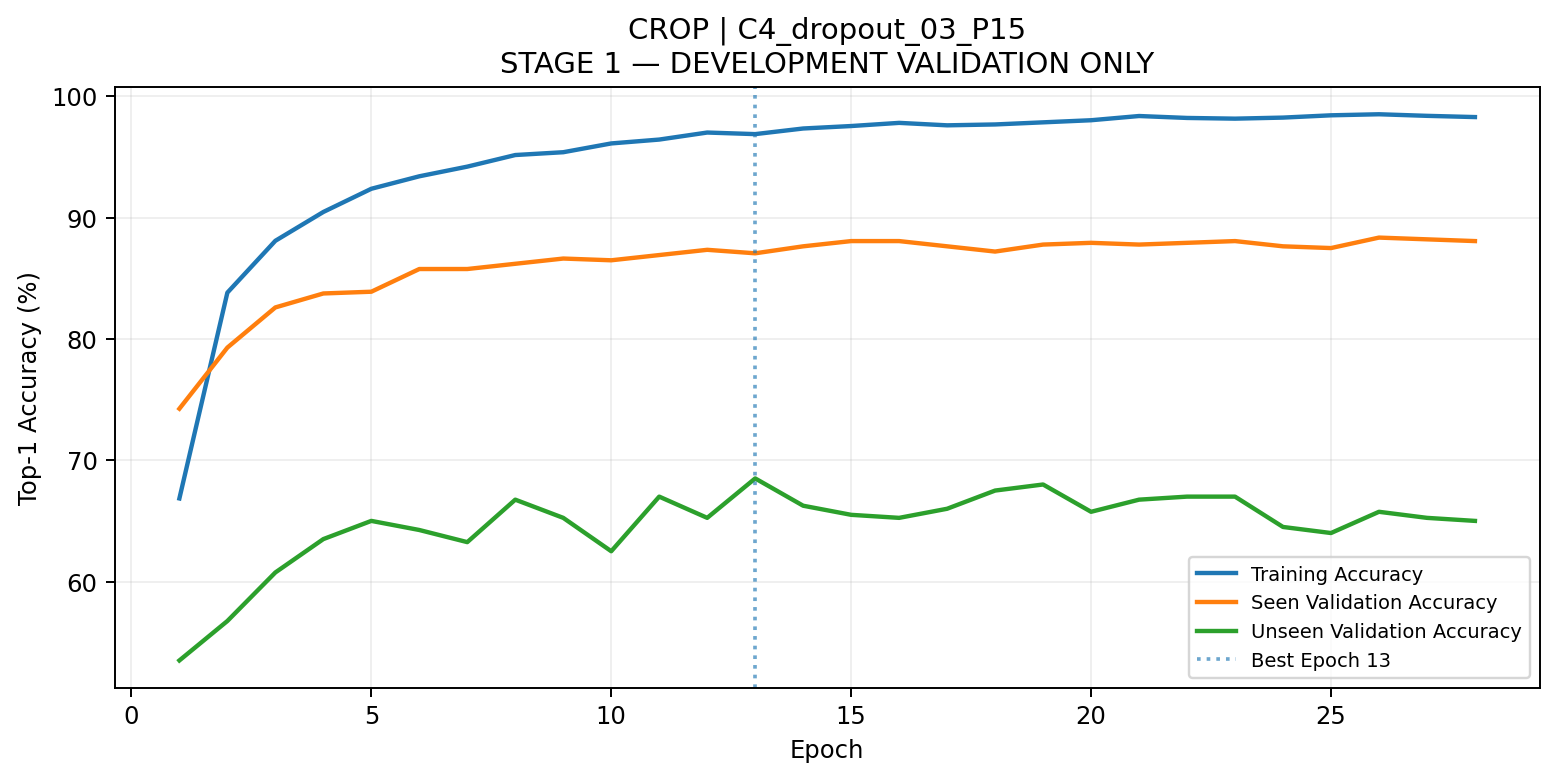 CROP | C4_dropout_03_P15
STAGE 1 — DEVELOPMENT VALIDATION ONLY
Top-1 Accuracy (%)
100
90
80
70
60
Training Accuracy
Seen Validation Accuracy
Unseen Validation Accuracy
Best Epoch 13
0 5 10 15 20 25
Epoch